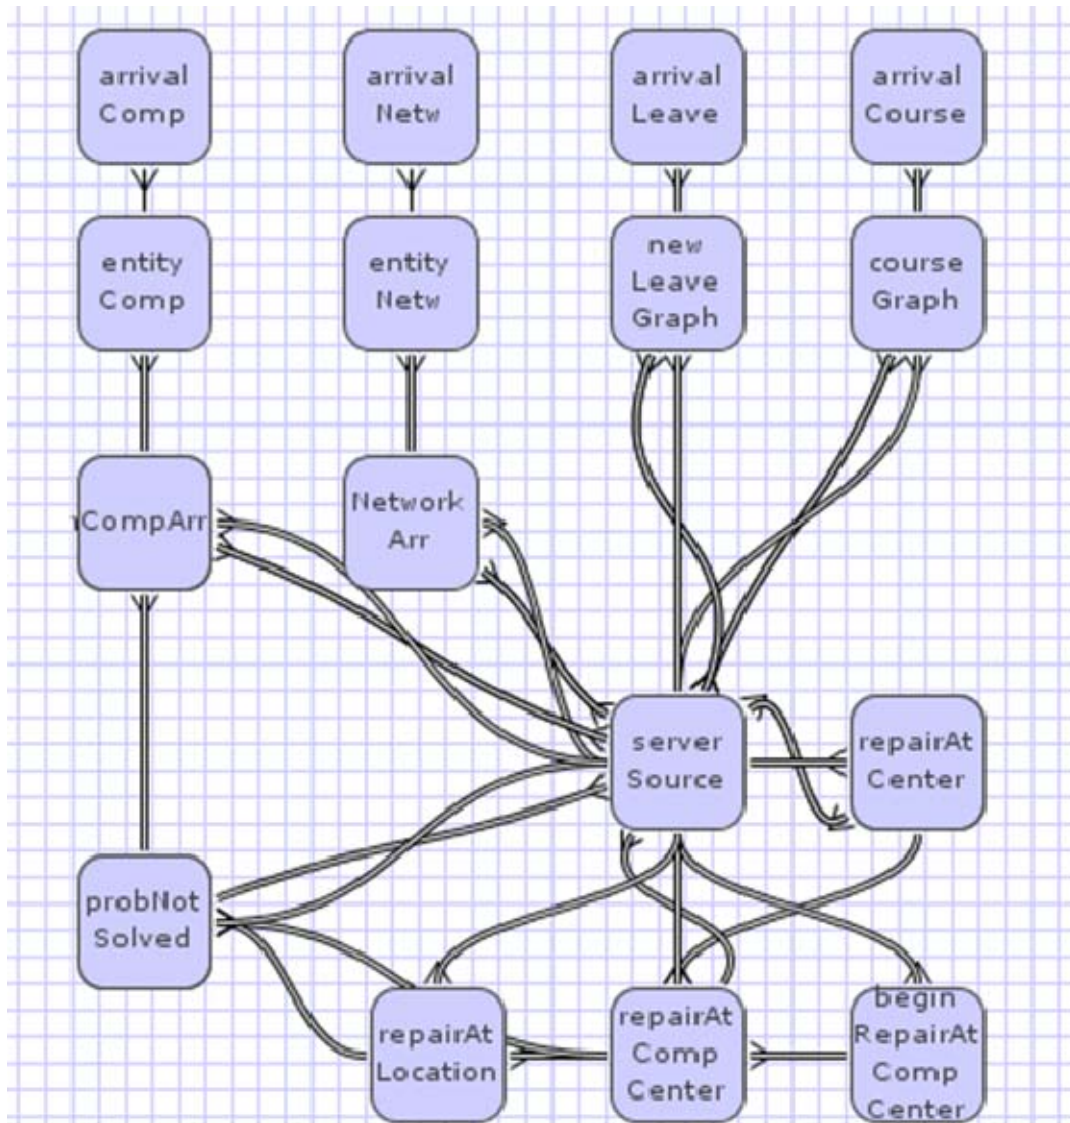 arrival
Comp
arrival
Netw
arrival
Leave
arrival
Course
entity
Comp
entity
Netw
new
Leave
Graph
course
Graph
CompArr
Network
Arr
server
Source
repairAt
Center
probNot
Solved
repairAt
Location
repairAt
Comp
Center
begin
RepairAt
Comp
Center